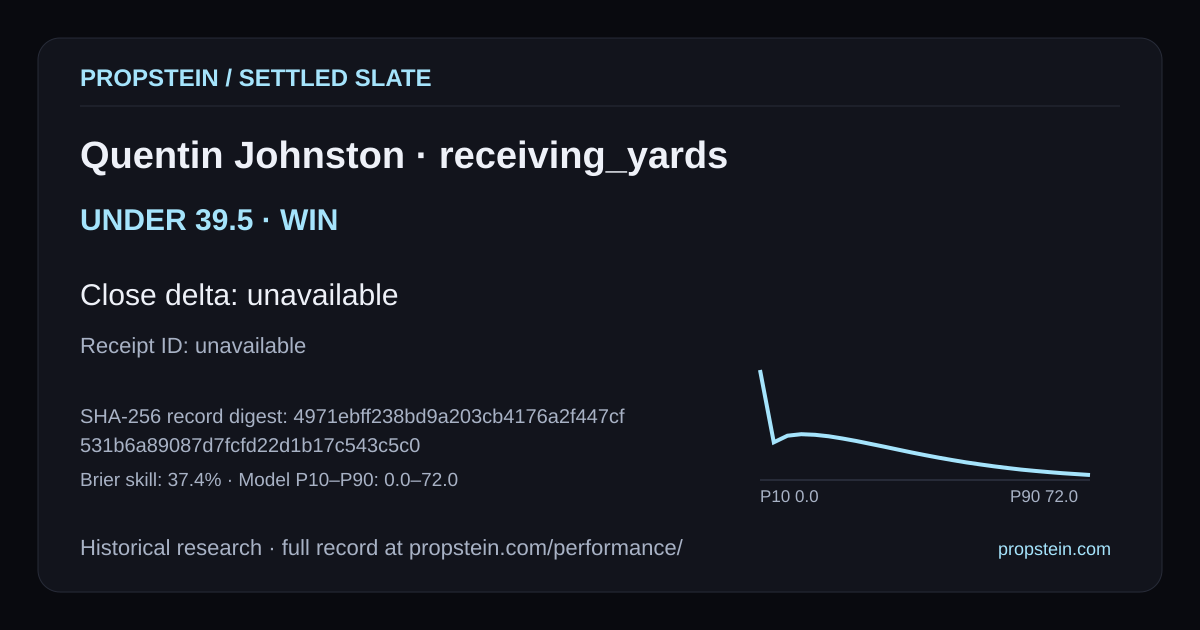 PROPSTEIN / SETTLED SLATE
Quentin Johnston · receiving_yards
UNDER 39.5 · WIN
Close delta: unavailable
Receipt ID: unavailable
SHA-256 record digest: 4971ebff238bd9a203cb4176a2f447cf
531b6a89087d7fcfd22d1b17c543c5c0
Brier skill: 37.4% · Model P10–P90: 0.0–72.0
P10 0.0
P90 72.0
Historical research · full record at propstein.com/performance/
propstein.com